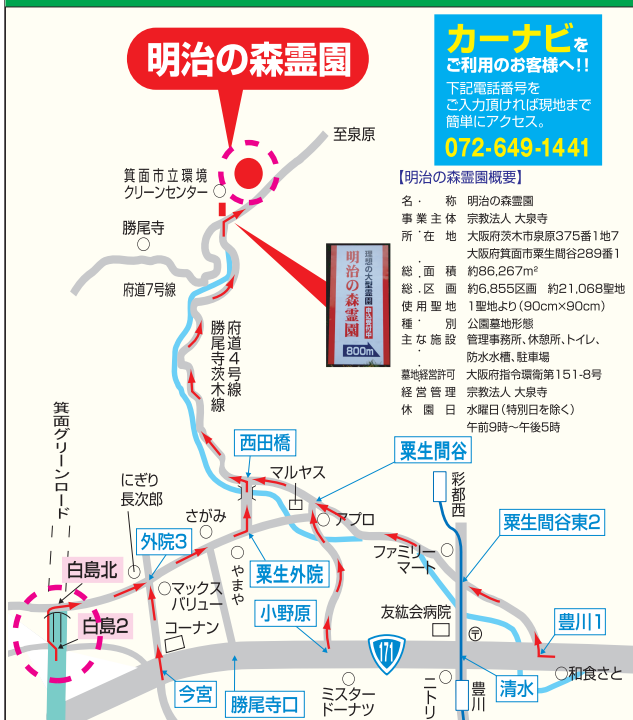 明治の森霊園
カーナビを
ご利用のお客様へ!!
下記電話番号を
ご入力頂ければ現地まで
簡単にアクセス。
072-649-1441
至泉原
箕面市立環境
クリーンセンター
勝尾寺
府道7号線
【明治の森霊園概要】
名称 明治の森霊園
事業主体 宗教法人 大泉寺
所在地 大阪府茨木市泉原375番1地7
大阪府箕面市粟生間谷289番1
総面積 約86,267m²
総区画 約6,855区画 約21,068聖地
使用聖地 1聖地より(90cm×90cm)
種別 公園墓地形態
主な施設 管理事務所、休憩所、トイレ、
防水水槽、駐車場
墓地経営許可 大阪府指令環衛第151-8号
経営管理 宗教法人 大泉寺
休園日 水曜日(特別日を除く)
午前9時～午後5時
理想の大型霊園
申込受付中
明治の森霊園
800m
府道4号線
勝尾寺茨木線
箕面グリーンロード
西田橋
マルヤス
粟生間谷
彩都西
にぎり
長次郎
さがみ
アプロ
外院3
ファミリー
マート
粟生間谷東2
白島北
やまや
粟生外院
マックス
バリュー
小野原
友紘会病院
白島2
コーナン
〒
豊川1
171
今宮
勝尾寺口
ミスター
ドーナツ
ニトリ
豊川
清水
和食さと